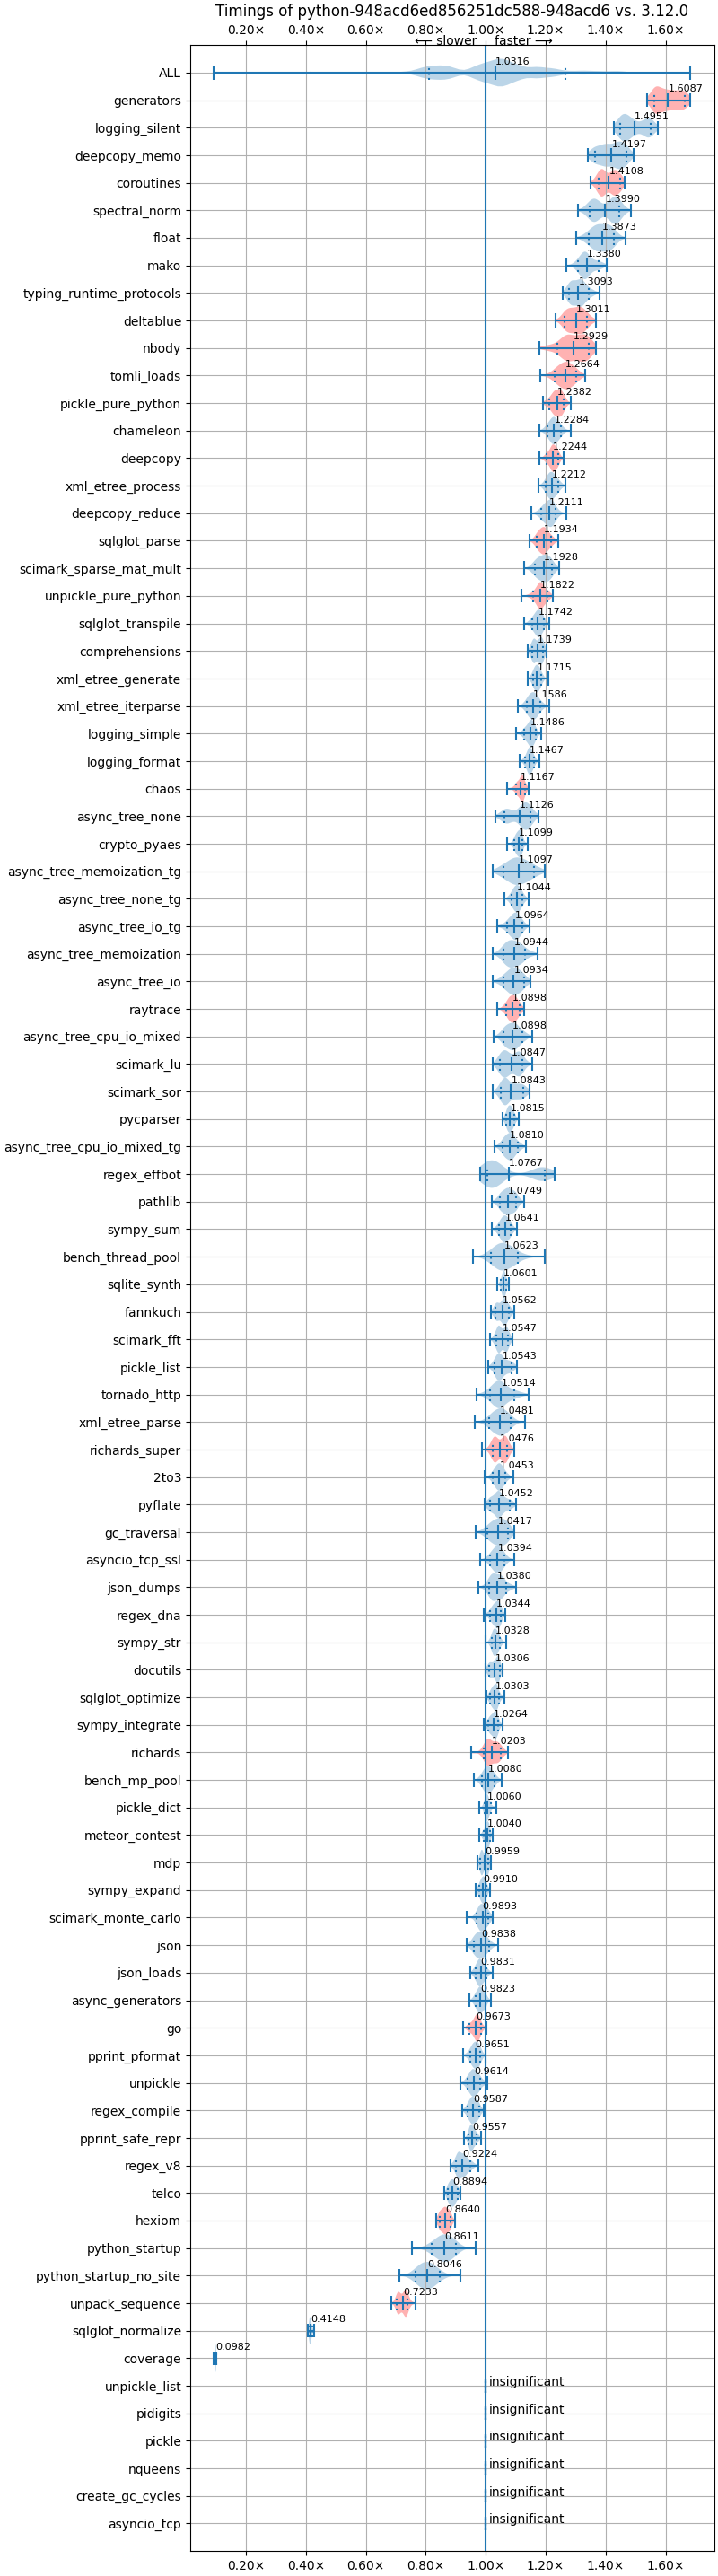 Timings of python-948acd6ed856251dc588-948acd6 vs. 3.12.0
0.20× 0.40× 0.60× 0.80× 1.00× 1.20× 1.40× 1.60×
⟵ slower faster ⟶
ALL 1.0316
generators 1.6087
logging_silent 1.4951
deepcopy_memo 1.4197
coroutines 1.4108
spectral_norm 1.3990
float 1.3873
mako 1.3380
typing_runtime_protocols 1.3093
deltablue 1.3011
nbody 1.2929
tomli_loads 1.2664
pickle_pure_python 1.2382
chameleon 1.2284
deepcopy 1.2244
xml_etree_process 1.2212
deepcopy_reduce 1.2111
sqlglot_parse 1.1934
scimark_sparse_mat_mult 1.1928
unpickle_pure_python 1.1822
sqlglot_transpile 1.1742
comprehensions 1.1739
xml_etree_generate 1.1715
xml_etree_iterparse 1.1586
logging_simple 1.1486
logging_format 1.1467
chaos 1.1167
async_tree_none 1.1126
crypto_pyaes 1.1099
async_tree_memoization_tg 1.1097
async_tree_none_tg 1.1044
async_tree_io_tg 1.0964
async_tree_memoization 1.0944
async_tree_io 1.0934
raytrace 1.0898
async_tree_cpu_io_mixed 1.0898
scimark_lu 1.0847
scimark_sor 1.0843
pycparser 1.0815
async_tree_cpu_io_mixed_tg 1.0810
regex_effbot 1.0767
pathlib 1.0749
sympy_sum 1.0641
bench_thread_pool 1.0623
sqlite_synth 1.0601
fannkuch 1.0562
scimark_fft 1.0547
pickle_list 1.0543
tornado_http 1.0514
xml_etree_parse 1.0481
richards_super 1.0476
2to3 1.0453
pyflate 1.0452
gc_traversal 1.0417
asyncio_tcp_ssl 1.0394
json_dumps 1.0380
regex_dna 1.0344
sympy_str 1.0328
docutils 1.0306
sqlglot_optimize 1.0303
sympy_integrate 1.0264
richards 1.0203
bench_mp_pool 1.0080
pickle_dict 1.0060
meteor_contest 1.0040
mdp 0.9959
sympy_expand 0.9910
scimark_monte_carlo 0.9893
json 0.9838
json_loads 0.9831
async_generators 0.9823
go 0.9673
pprint_pformat 0.9651
unpickle 0.9614
regex_compile 0.9587
pprint_safe_repr 0.9557
regex_v8 0.9224
telco 0.8894
hexiom 0.8640
python_startup 0.8611
python_startup_no_site 0.8046
unpack_sequence 0.7233
sqlglot_normalize 0.4148
coverage 0.0982
unpickle_list insignificant
pidigits insignificant
pickle insignificant
nqueens insignificant
create_gc_cycles insignificant
asyncio_tcp insignificant
0.20× 0.40× 0.60× 0.80× 1.00× 1.20× 1.40× 1.60×